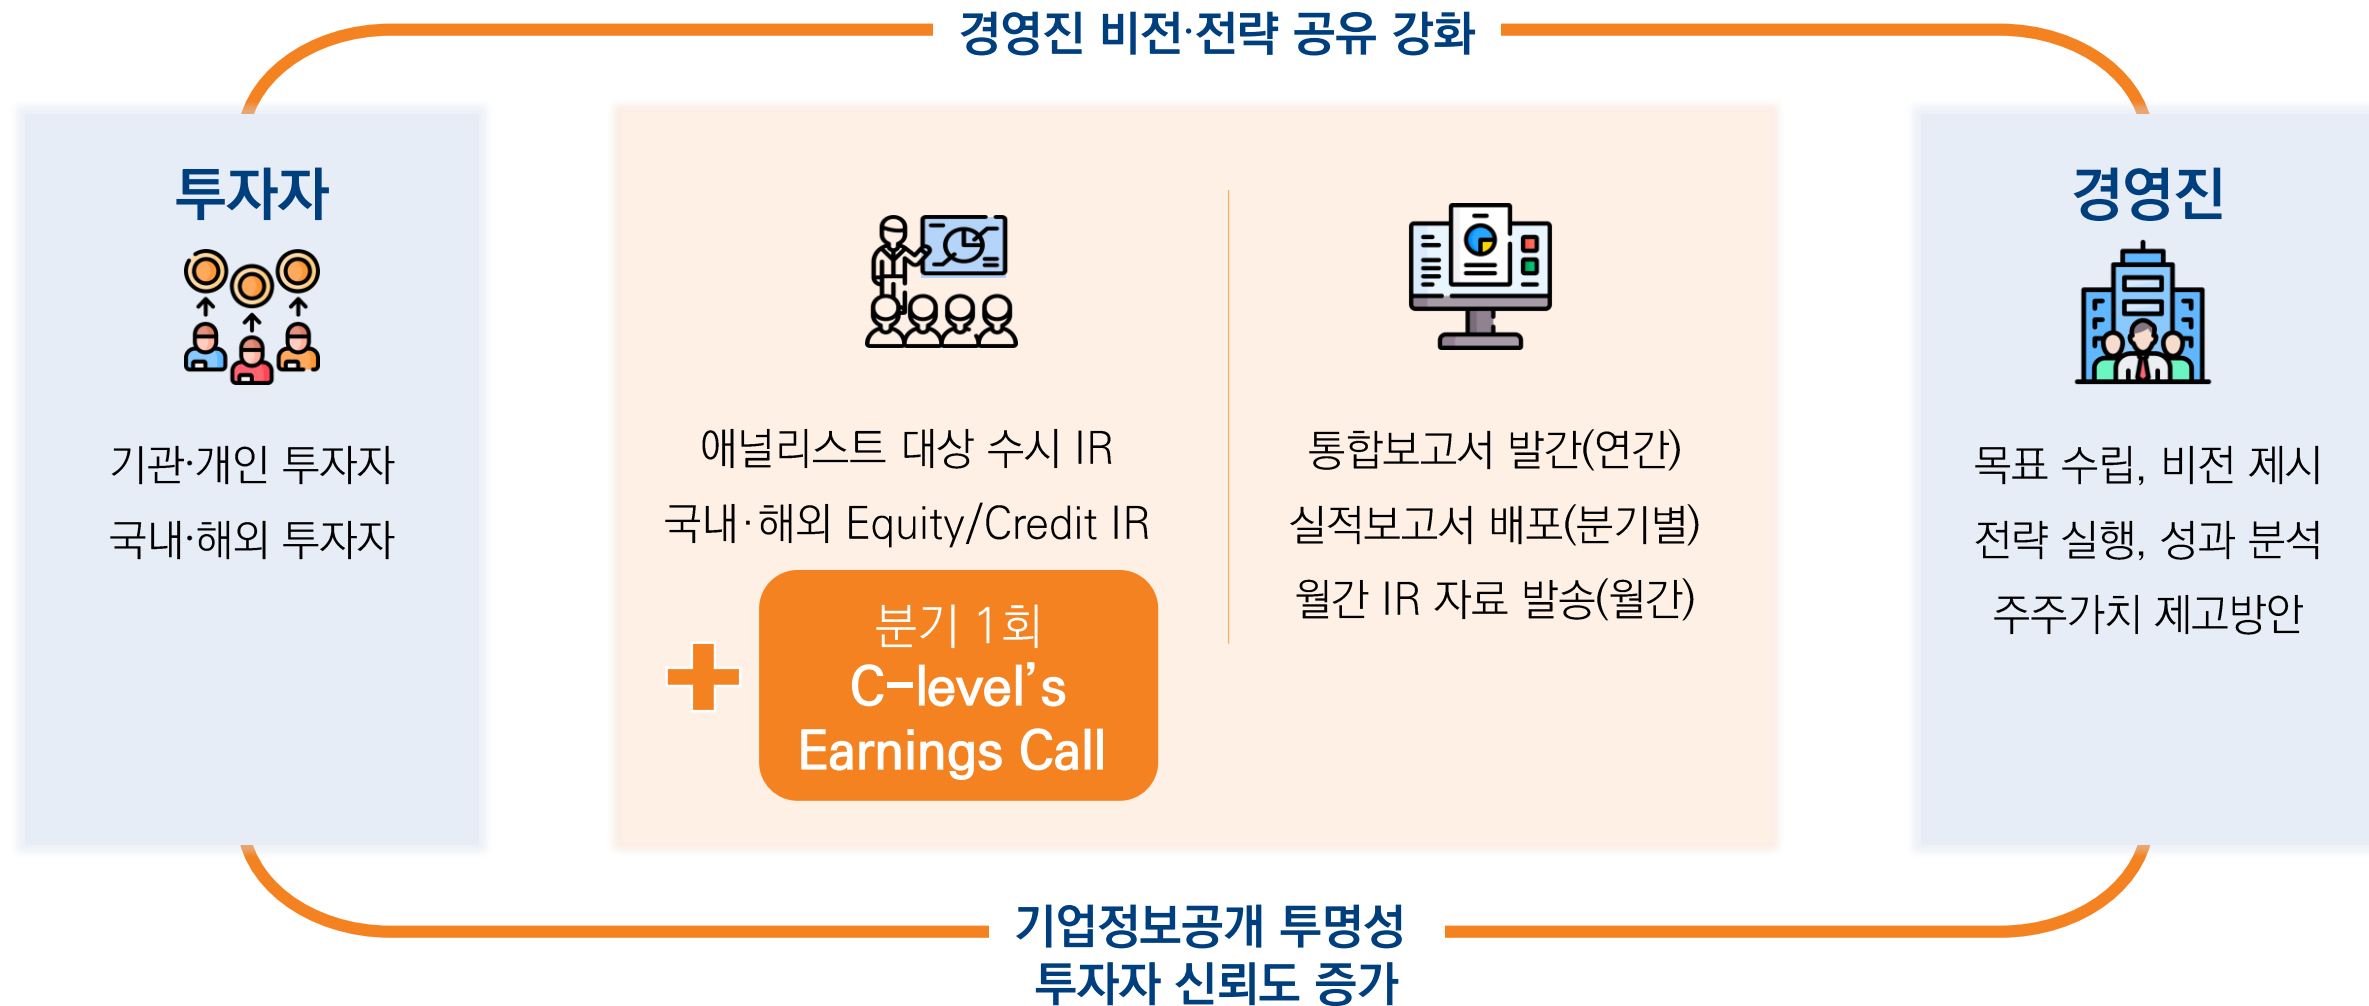 경영진 비전·전략 공유 강화
투자자
기관·개인 투자자
국내·해외 투자자
애널리스트 대상 수시 IR
국내·해외 Equity/Credit IR
분기 1회
C-level’s
Earnings Call
통합보고서 발간(연간)
실적보고서 배포(분기별)
월간 IR 자료 발송(월간)
경영진
목표 수립, 비전 제시
전략 실행, 성과 분석
주주가치 제고방안
기업정보공개 투명성
투자자 신뢰도 증가